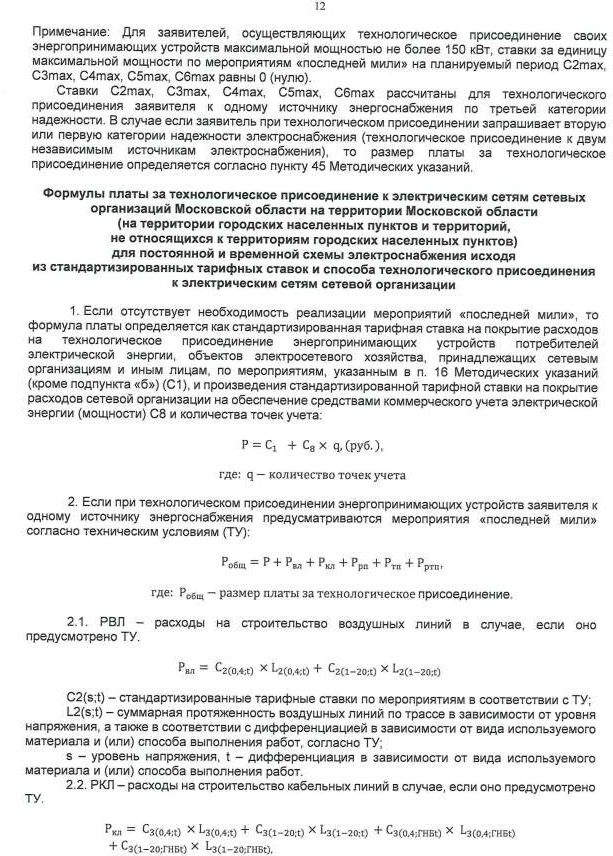 12
Примечание: Для заявителей, осуществляющих технологическое присоединение своих
энергопринимающих устройств максимальной мощностью не более 150 кВт, ставки за единицу
максимальной мощности по мероприятиям «последней мили» на планируемый период C2max,
C3max, C4max, C5max, C6max равны 0 (нулю).
Ставки C2max, C3max, C4max, C5max, C6max рассчитаны для технологического
присоединения заявителя к одному источнику энергоснабжения по третьей категории
надежности. В случае если заявитель при технологическом присоединении запрашивает вторую
или первую категории надежности электроснабжения (технологическое присоединение к двум
независимым источникам электроснабжения), то размер платы за технологическое
присоединение определяется согласно пункту 45 Методических указаний.
Формулы платы за технологическое присоединение к электрическим сетям сетевых
организаций Московской области на территории Московской области
(на территории городских населенных пунктов и территорий,
не относящихся к территориям городских населенных пунктов)
для постоянной и временной схемы электроснабжения исходя
из стандартизированных тарифных ставок и способа технологического присоединения
к электрическим сетям сетевой организации
1. Если отсутствует необходимость реализации мероприятий «последней мили», то
формула платы определяется как стандартизированная тарифная ставка на покрытие расходов
на технологическое присоединение энергопринимающих устройств потребителей
электрической энергии, объектов электросетевого хозяйства, принадлежащих сетевым
организациям и иным лицам, по мероприятиям, указанным в п. 16 Методических указаний
(кроме подпункта «б») (С1), и произведения стандартизированной тарифной ставки на покрытие
расходов сетевой организации на обеспечение средствами коммерческого учета электрической
энергии (мощности) С8 и количества точек учета:
P = C₁ + C₈ × q, (руб.),
где: q – количество точек учета
2. Если при технологическом присоединении энергопринимающих устройств заявителя к
одному источнику энергоснабжения предусматриваются мероприятия «последней мили»
согласно техническим условиям (ТУ):
Pобщ = P + Pвл + Pкл + Pрп + Pтп + Pртп,
где: Pобщ – размер платы за технологическое присоединение.
2.1. РВЛ – расходы на строительство воздушных линий в случае, если оно
предусмотрено ТУ.
Pвл = C2(0,4;t) × L2(0,4;t) + C2(1−20;t) × L2(1−20;t)
C2(s;t) – стандартизированные тарифные ставки по мероприятиям в соответствии с ТУ;
L2(s;t) – суммарная протяженность воздушных линий по трассе в зависимости от уровня
напряжения, а также в соответствии с дифференциацией в зависимости от вида используемого
материала и (или) способа выполнения работ, согласно ТУ;
s – уровень напряжения, t – дифференциация в зависимости от вида используемого
материала и (или) способа выполнения работ.
2.2. РКЛ – расходы на строительство кабельных линий в случае, если оно предусмотрено
ТУ.
Pкл = C3(0,4;t) × L3(0,4;t) + C3(1−20;t) × L3(1−20;t) + C3(0,4;ГНБt) × L3(0,4;ГНБt)
+ C3(1−20;ГНБt) × L3(1−20;ГНБt),